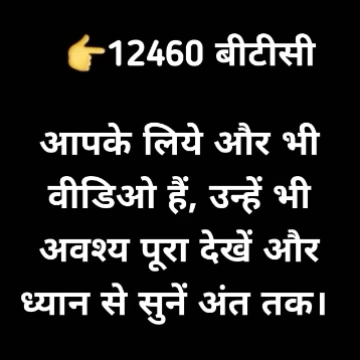 👉12460 बीटीसी
आपके लिये और भी
वीडिओ हैं, उन्हें भी
अवश्य पूरा देखें और
ध्यान से सुनें अंत तक।